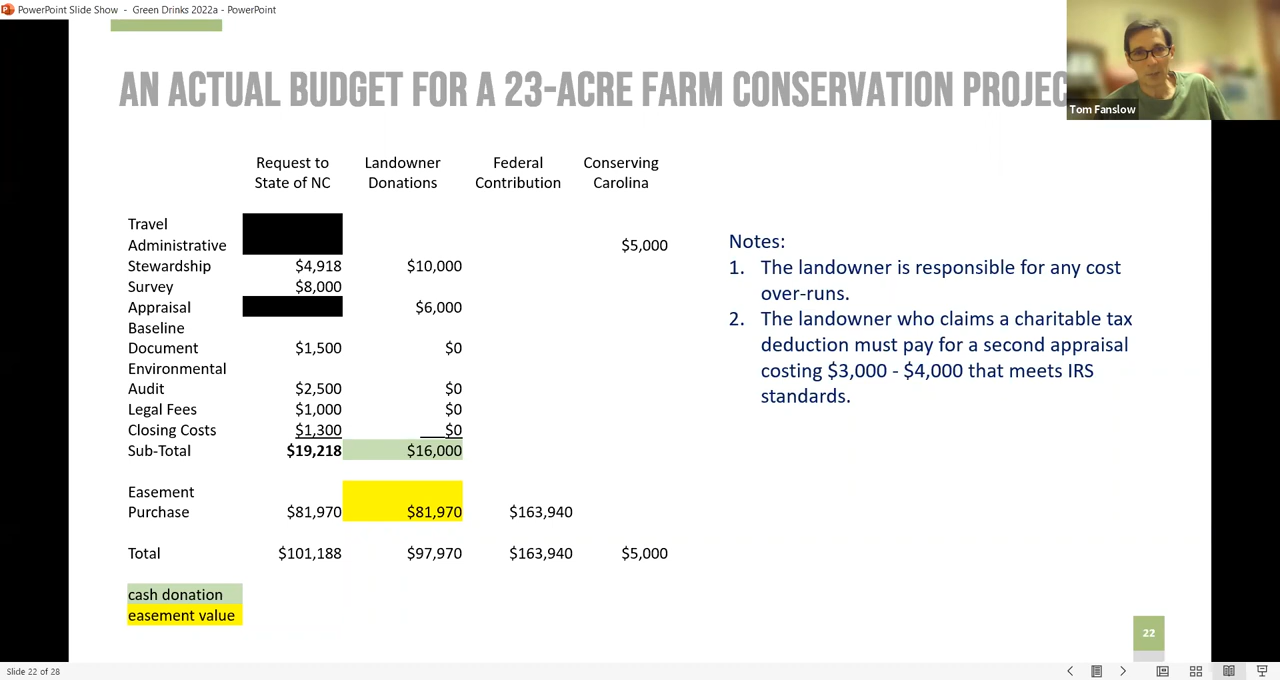 PowerPoint Slide Show - Green Drinks 2022a - PowerPoint
AN ACTUAL BUDGET FOR A 23-ACRE FARM CONSERVATION PROJEC
Tom Fanslow
Request to State of NC
Landowner Donations
Federal Contribution
Conserving Carolina
Travel
Administrative $5,000
Stewardship $4,918 $10,000
Survey $8,000
Appraisal $6,000
Baseline
Document $1,500 $0
Environmental
Audit $2,500 $0
Legal Fees $1,000 $0
Closing Costs $1,300 $0
Sub-Total $19,218 $16,000
Easement
Purchase $81,970 $81,970 $163,940
Total $101,188 $97,970 $163,940 $5,000
cash donation
easement value
Notes:
1. The landowner is responsible for any cost
over-runs.
2. The landowner who claims a charitable tax
deduction must pay for a second appraisal
costing $3,000 - $4,000 that meets IRS
standards.
22
Slide 22 of 28